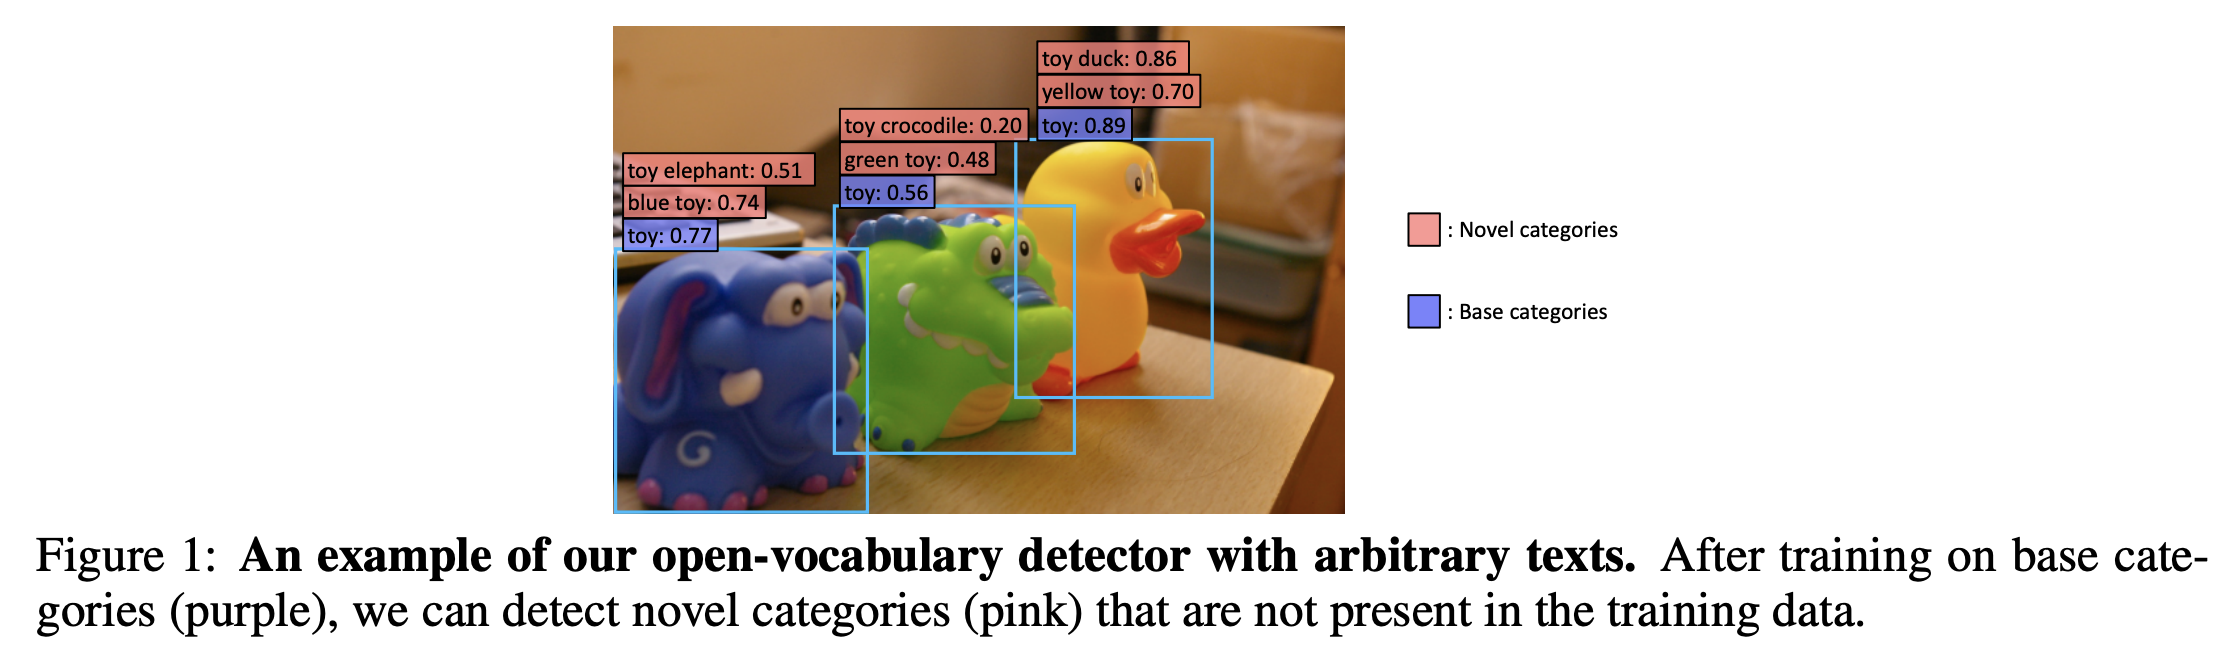 toy duck: 0.86
yellow toy: 0.70
toy: 0.89
toy crocodile: 0.20
green toy: 0.48
toy: 0.56
toy elephant: 0.51
blue toy: 0.74
toy: 0.77
: Novel categories
: Base categories
Figure 1: An example of our open-vocabulary detector with arbitrary texts. After training on base cate-
gories (purple), we can detect novel categories (pink) that are not present in the training data.